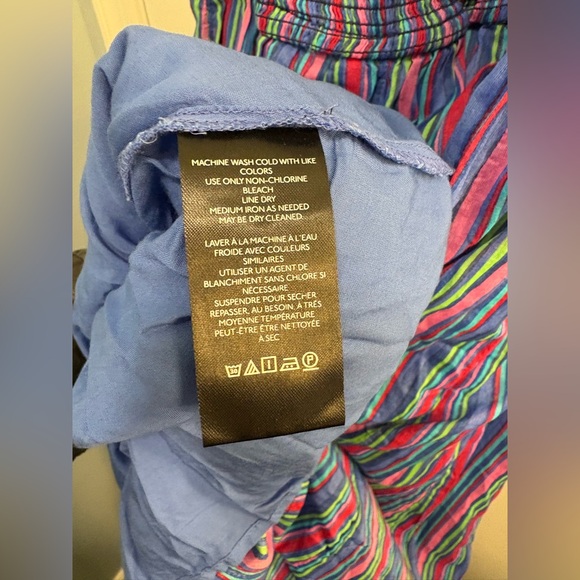 MACHINE WASH COLD WITH LIKE
COLORS
USE ONLY NON-CHLORINE
BLEACH
LINE DRY
MEDIUM IRON AS NEEDED
MAY BE DRY CLEANED.
LAVER À LA MACHINE À L'EAU
FROIDE AVEC COULEURS
SIMILAIRES
UTILISER UN AGENT DE
BLANCHIMENT SANS CHLORE SI
NÉCESSAIRE
SUSPENDRE POUR SÉCHER
REPASSER, AU BESOIN, À TRÈS
MOYENNE TEMPÉRATURE
PEUT-ÊTRE ÊTRE NETTOYÉE
À SEC
30 P